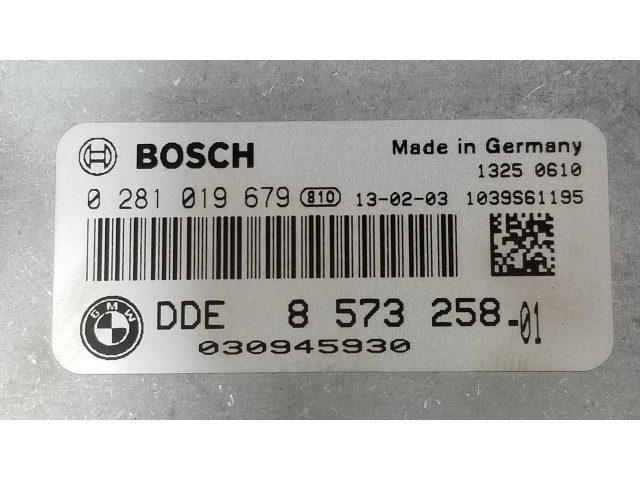 BOSCH Made in Germany
1325 0610
0 281 019 679 810 13-02-03 1039S61195
BMW DDE 8 573 258-01
030945930